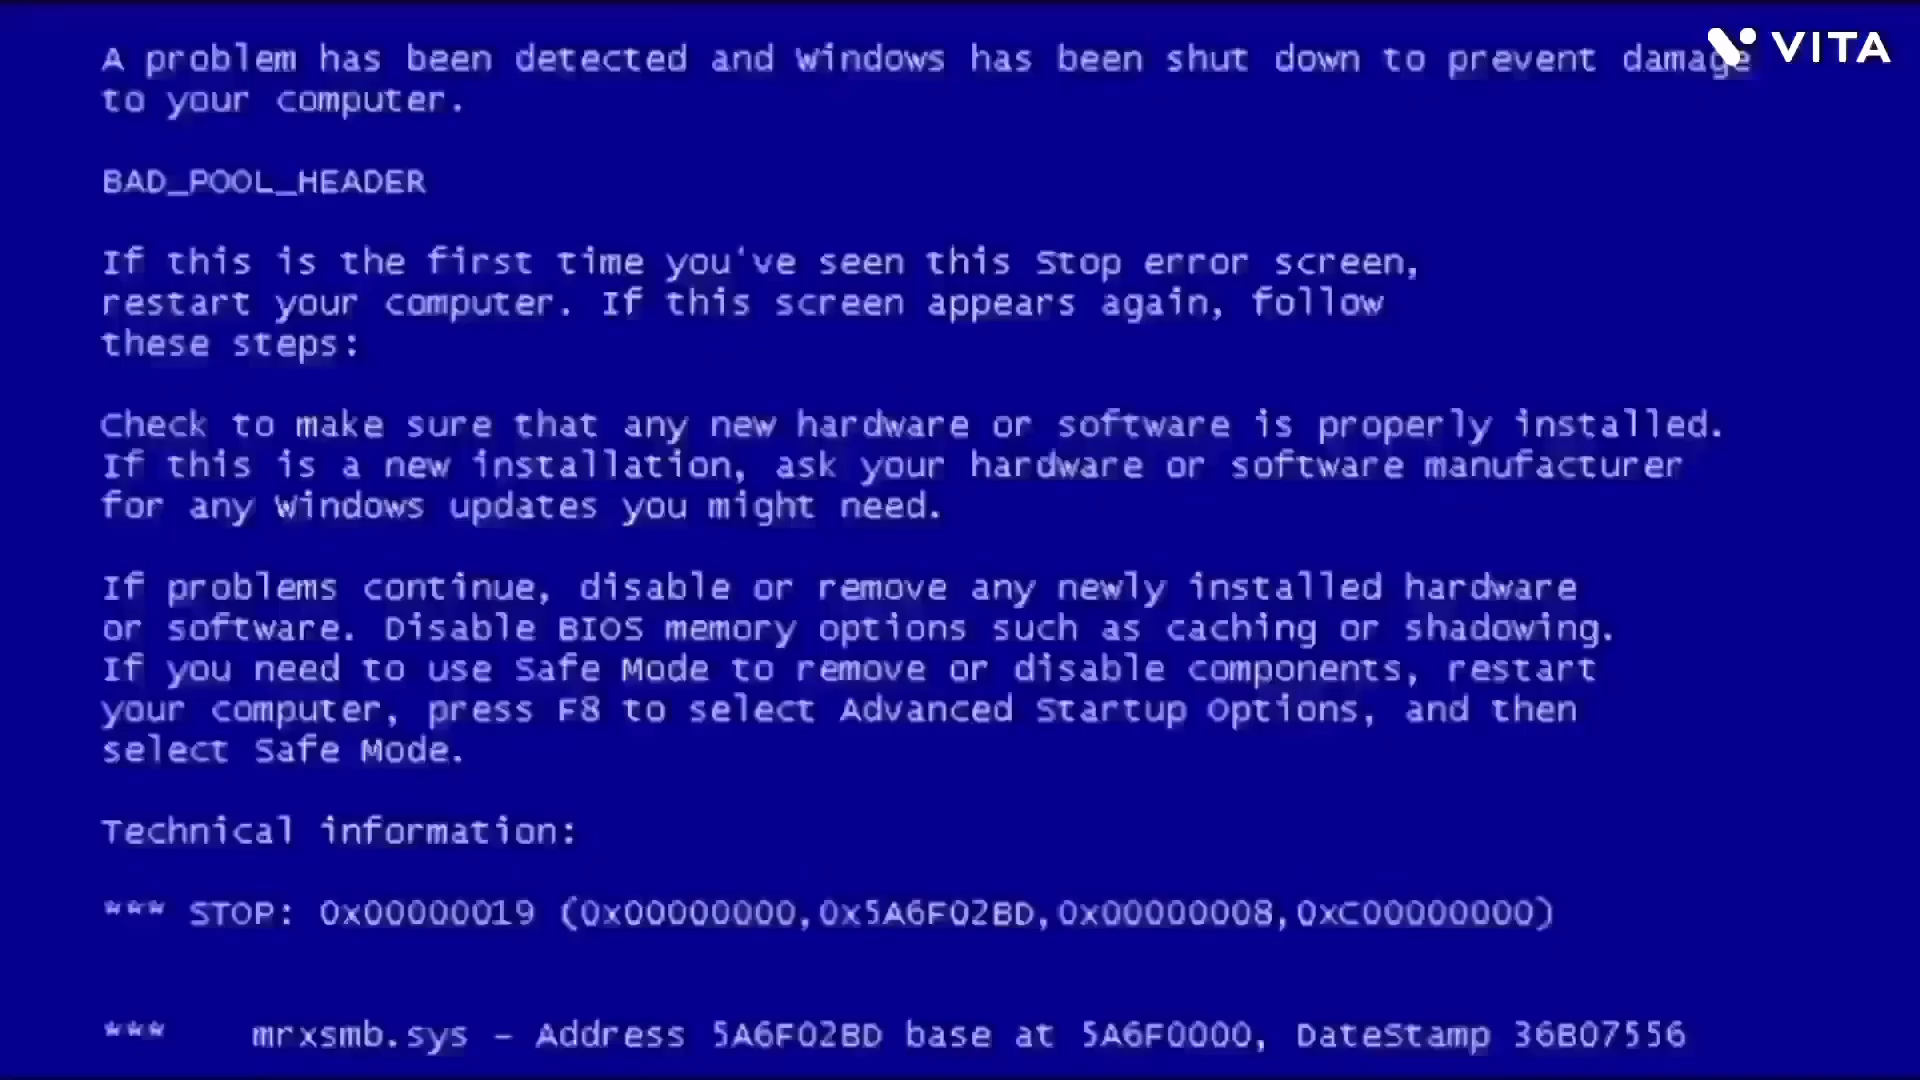 A problem has been detected and Windows has been shut down to prevent damage
to your computer.
BAD_POOL_HEADER
If this is the first time you've seen this Stop error screen,
restart your computer. If this screen appears again, follow
these steps:
Check to make sure that any new hardware or software is properly installed.
If this is a new installation, ask your hardware or software manufacturer
for any Windows updates you might need.
If problems continue, disable or remove any newly installed hardware
or software. Disable BIOS memory options such as caching or shadowing.
If you need to use Safe Mode to remove or disable components, restart
your computer, press F8 to select Advanced Startup Options, and then
select Safe Mode.
Technical information:
*** STOP: 0x00000019 (0x00000000,0x5A6F02BD,0x00000008,0xC00000000)
*** mrxsmb.sys - Address 5A6F02BD base at 5A6F0000, DateStamp 36B07556
VITA